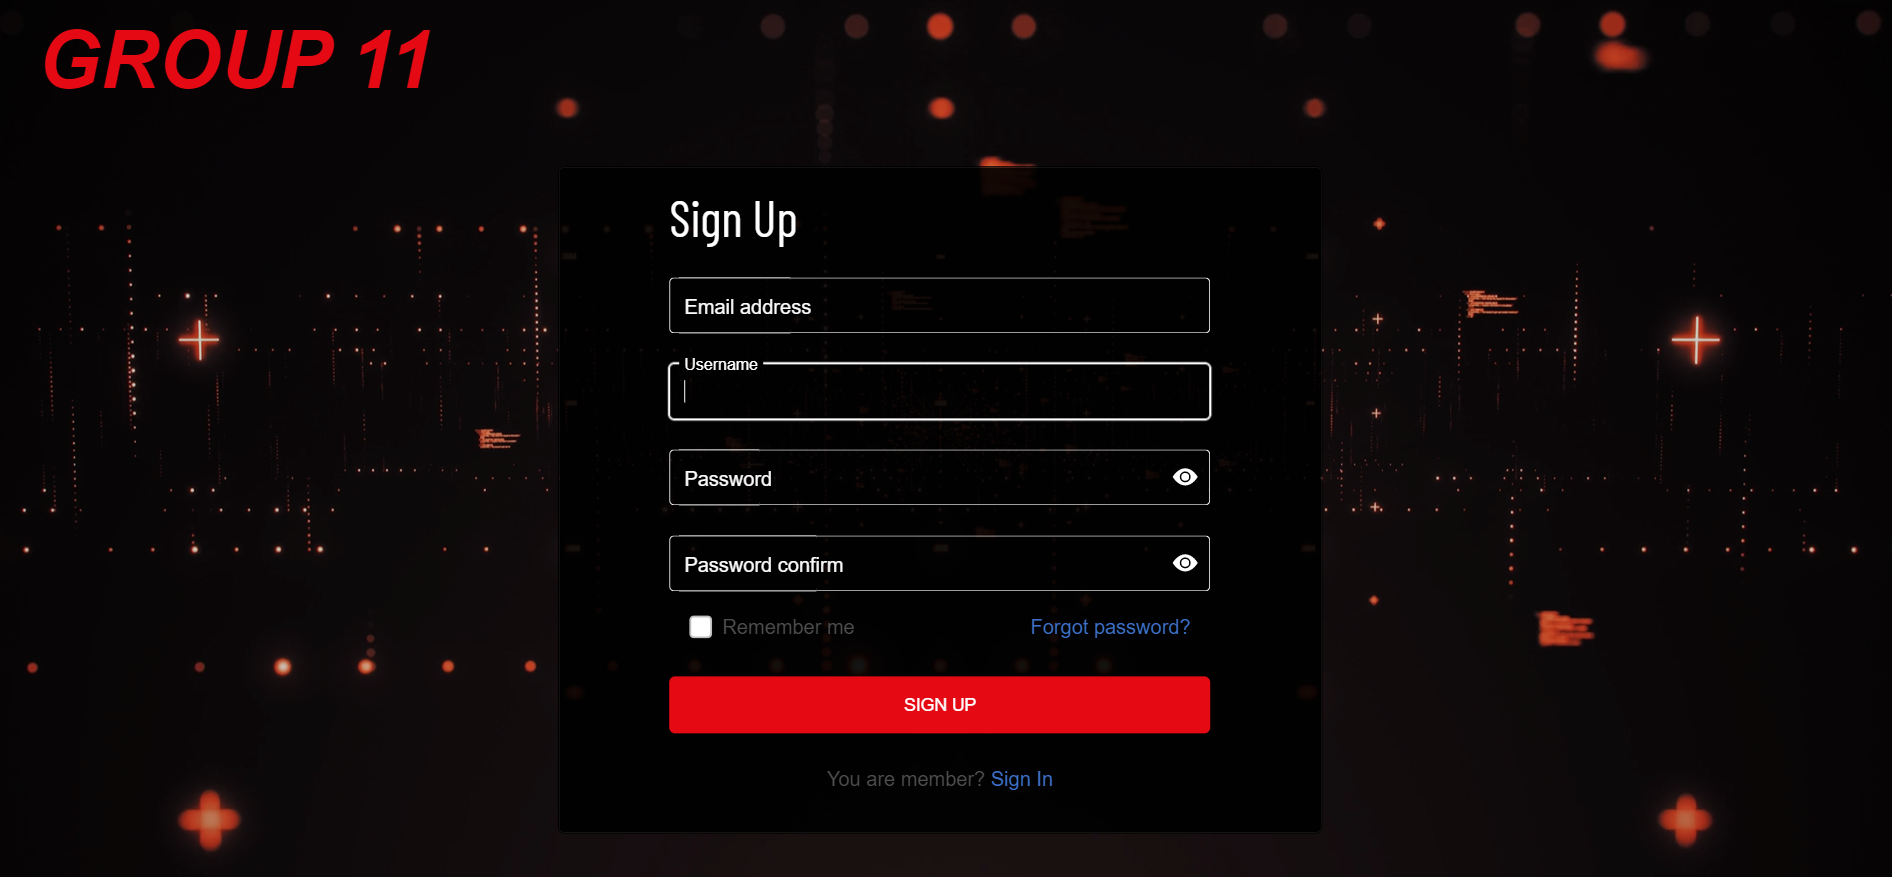 GROUP 11
Sign Up
Email address
Username
Password
Password confirm
Remember me Forgot password?
SIGN UP
You are member? Sign In